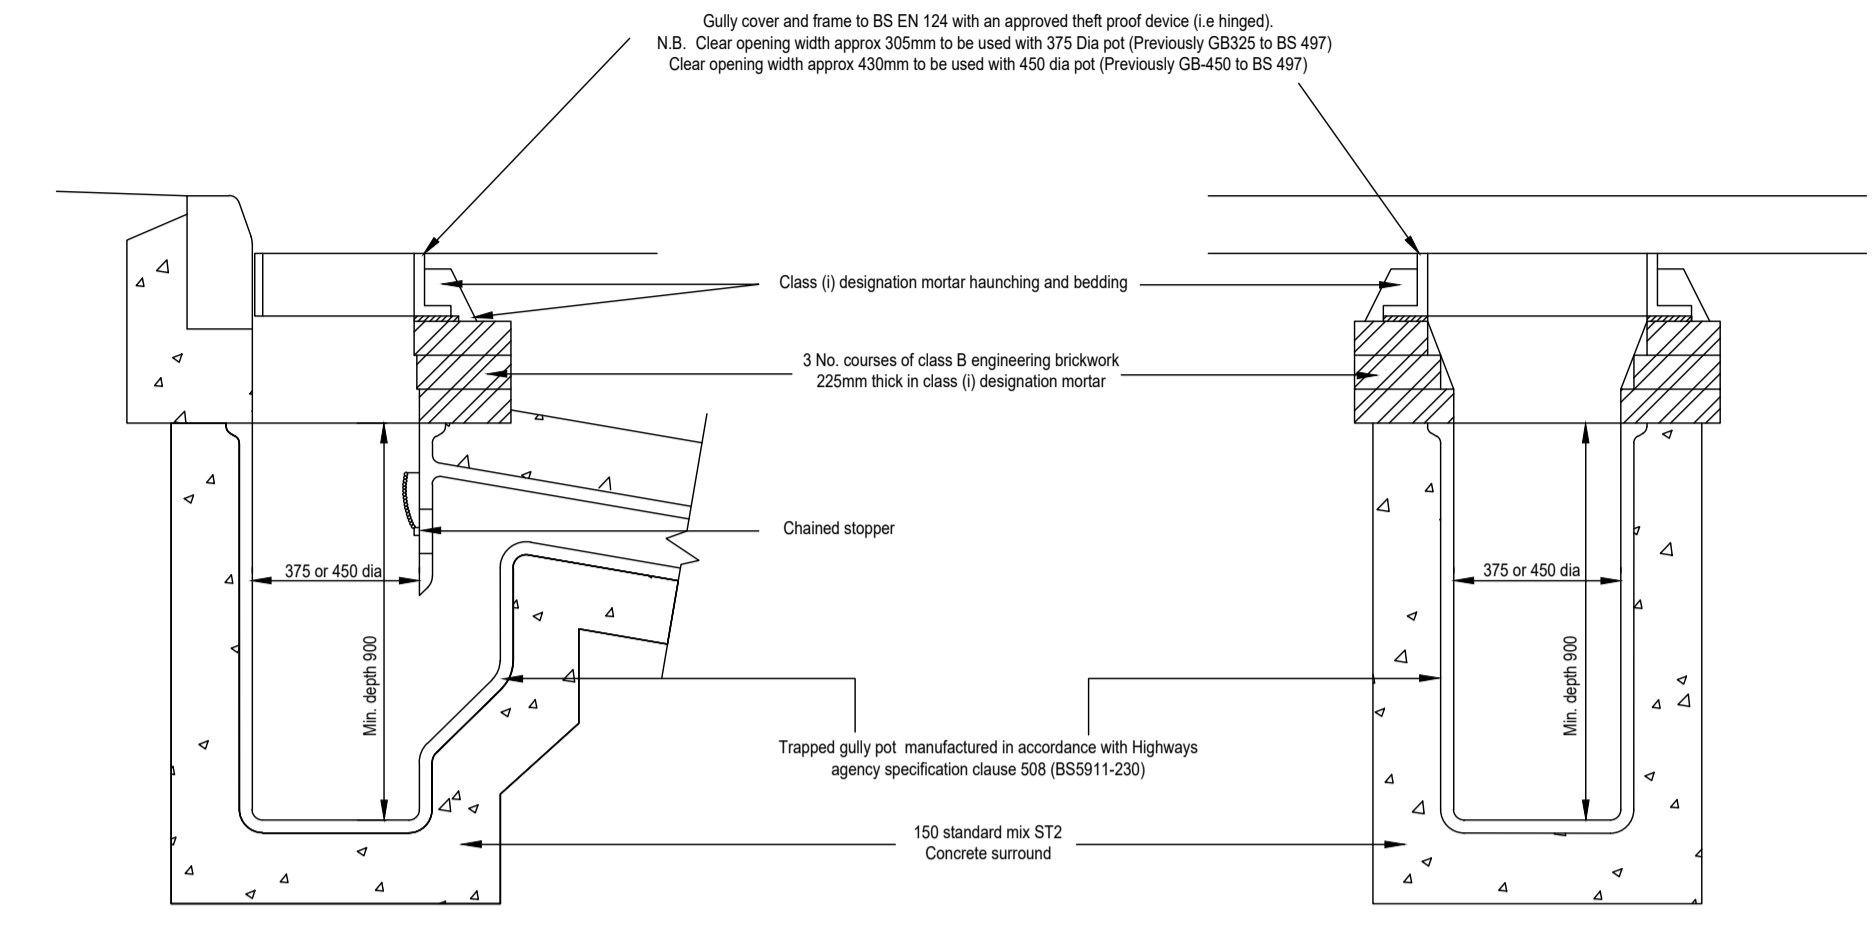 Gully cover and frame to BS EN 124 with an approved theft proof device (i.e hinged).
N.B. Clear opening width approx 305mm to be used with 375 Dia pot (Previously GB325 to BS 497)
Clear opening width approx 430mm to be used with 450 dia pot (Previously GB-450 to BS 497)
Class (i) designation mortar haunching and bedding
3 No. courses of class B engineering brickwork
225mm thick in class (i) designation mortar
Chained stopper
375 or 450 dia
375 or 450 dia
Min. depth 900
Min. depth 900
Trapped gully pot manufactured in accordance with Highways
agency specification clause 508 (BS5911-230)
150 standard mix ST2
Concrete surround